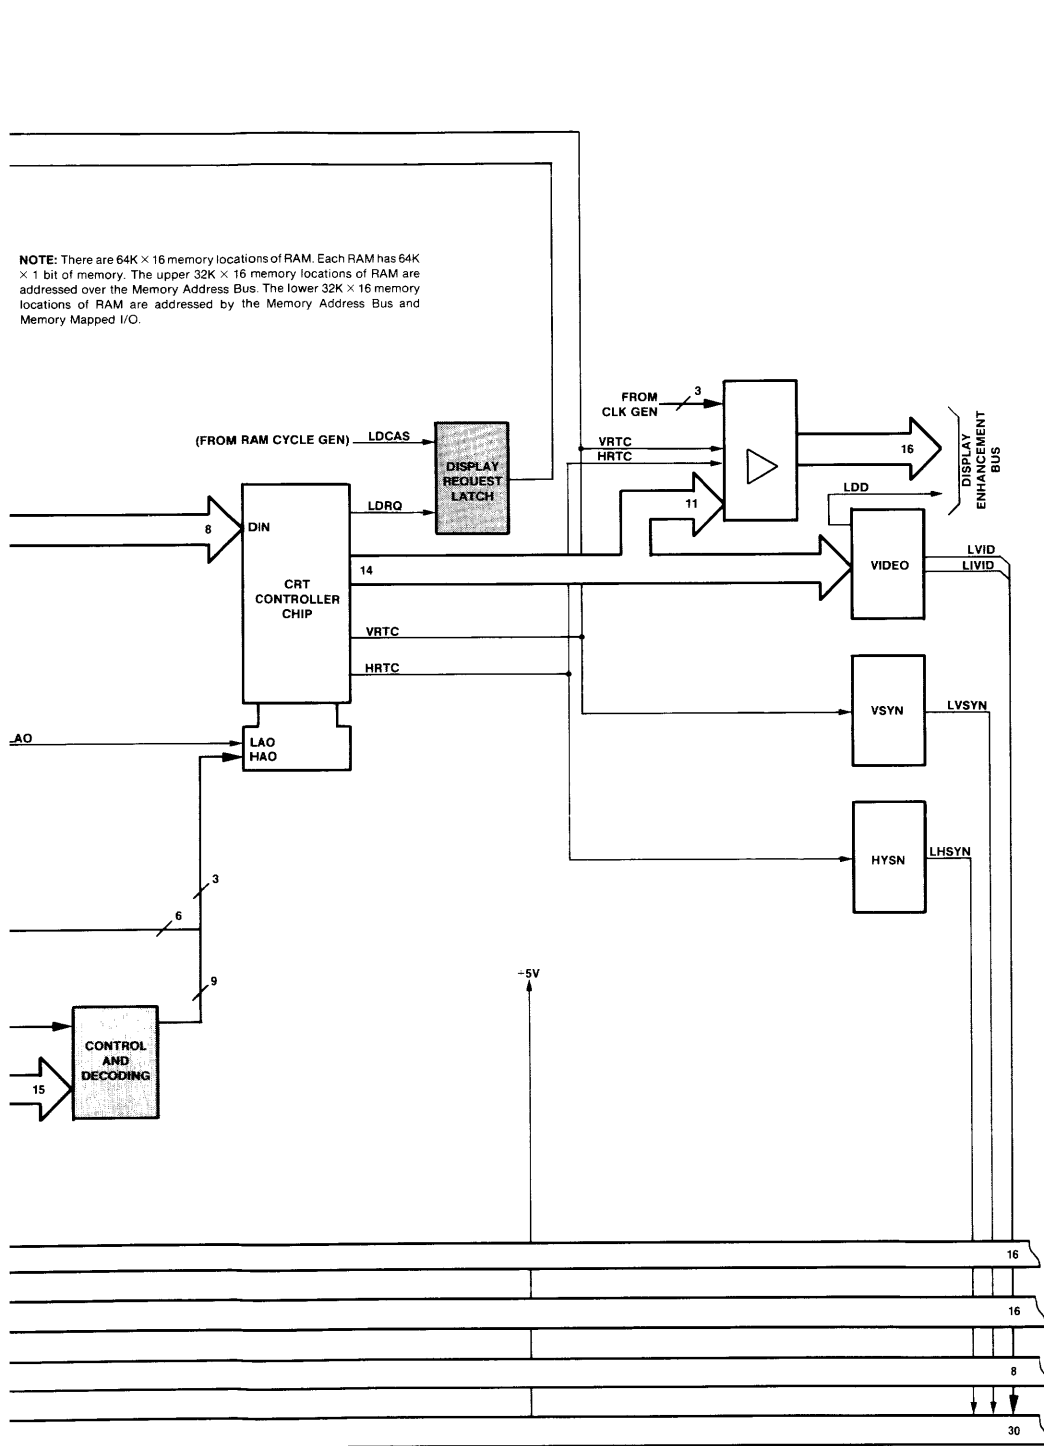 NOTE: There are 64K × 16 memory locations of RAM. Each RAM has 64K
× 1 bit of memory. The upper 32K × 16 memory locations of RAM are
addressed over the Memory Address Bus. The lower 32K × 16 memory
locations of RAM are addressed by the Memory Address Bus and
Memory Mapped I/O.
FROM
CLK GEN
3
(FROM RAM CYCLE GEN)
LDCAS
VRTC
HRTC
16
DISPLAY
ENHANCEMENT
BUS
DISPLAY
REQUEST
LATCH
LDD
LDRQ
11
8
DIN
14
CRT
CONTROLLER
CHIP
VIDEO
LVID
LIVID
VRTC
HRTC
VSYN
LVSYN
AO
LAO
HAO
HYSN
LHSYN
3
6
9
+5V
CONTROL
AND
DECODING
15
16
16
8
30